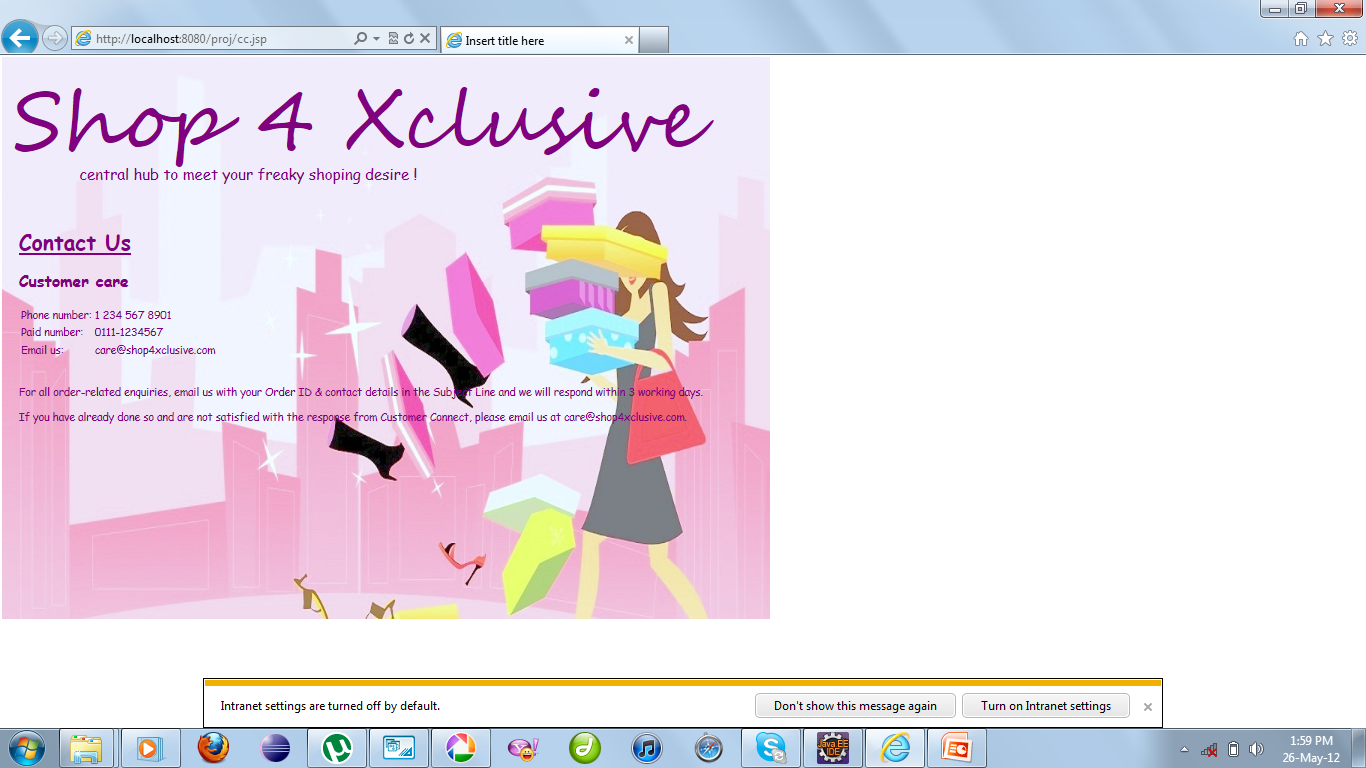 http://localhost:8080/proj/cc.jsp
Insert title here
Shop 4 Xclusive
central hub to meet your freaky shoping desire !
Contact Us
Customer care
Phone number: 1 234 567 8901
Paid number: 0111-1234567
Email us: care@shop4xclusive.com
For all order-related enquiries, email us with your Order ID & contact details in the Subject Line and we will respond within 3 working days.
If you have already done so and are not satisfied with the response from Customer Connect, please email us at care@shop4xclusive.com.
Intranet settings are turned off by default. Don't show this message again Turn on Intranet settings
Java EE
IDE
1:59 PM
26-May-12